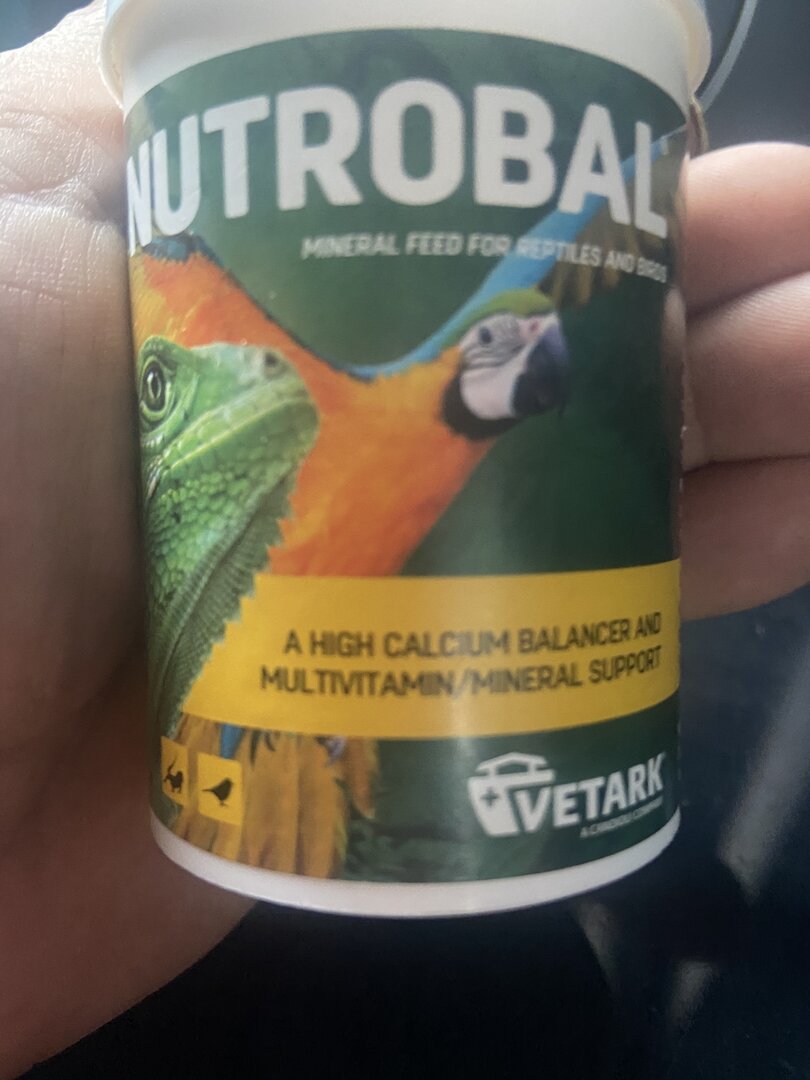 NUTROBAL
MINERAL FEED FOR REPTILES AND BIRDS
A HIGH CALCIUM BALANCER AND
MULTIVITAMIN/MINERAL SUPPORT
VETARK